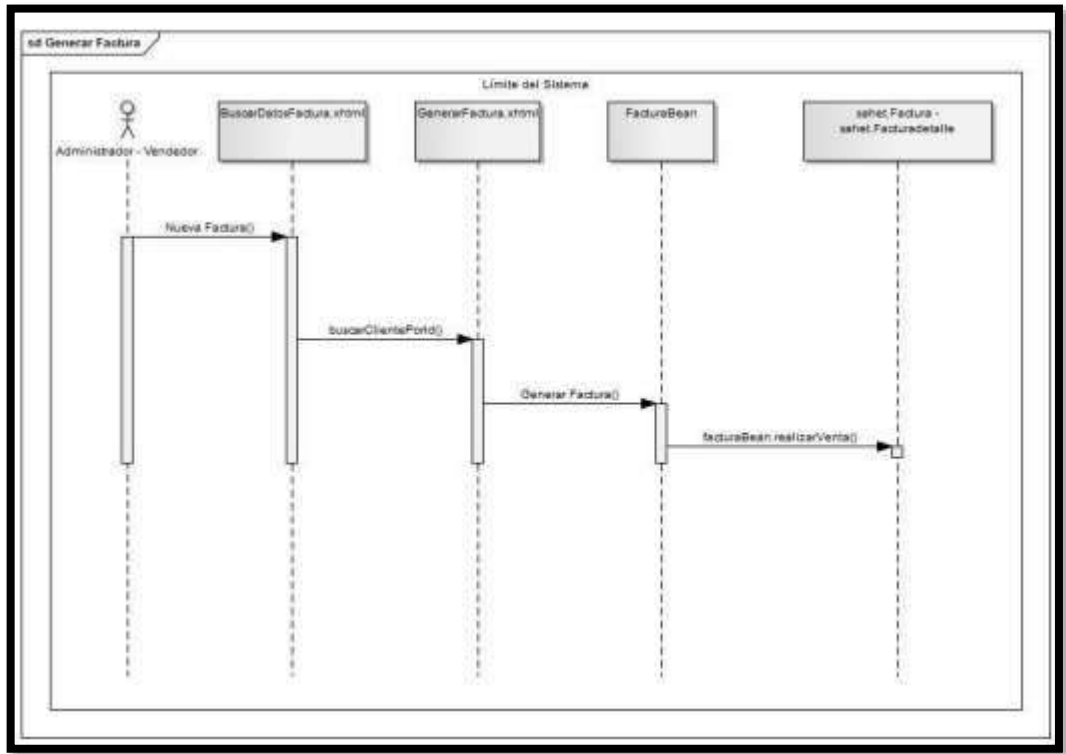 sd Generar Factura
Límite del Sistema
Administrador - Vendedor
BuscarDatosFactura.xhtml
GenerarFactura.xhtml
FacturaBean
sahet.Factura -
sahet.Facturadetalle
Nueva Factura()
buscarClientePorId()
Generar Factura()
facturaBean.realizarVenta()